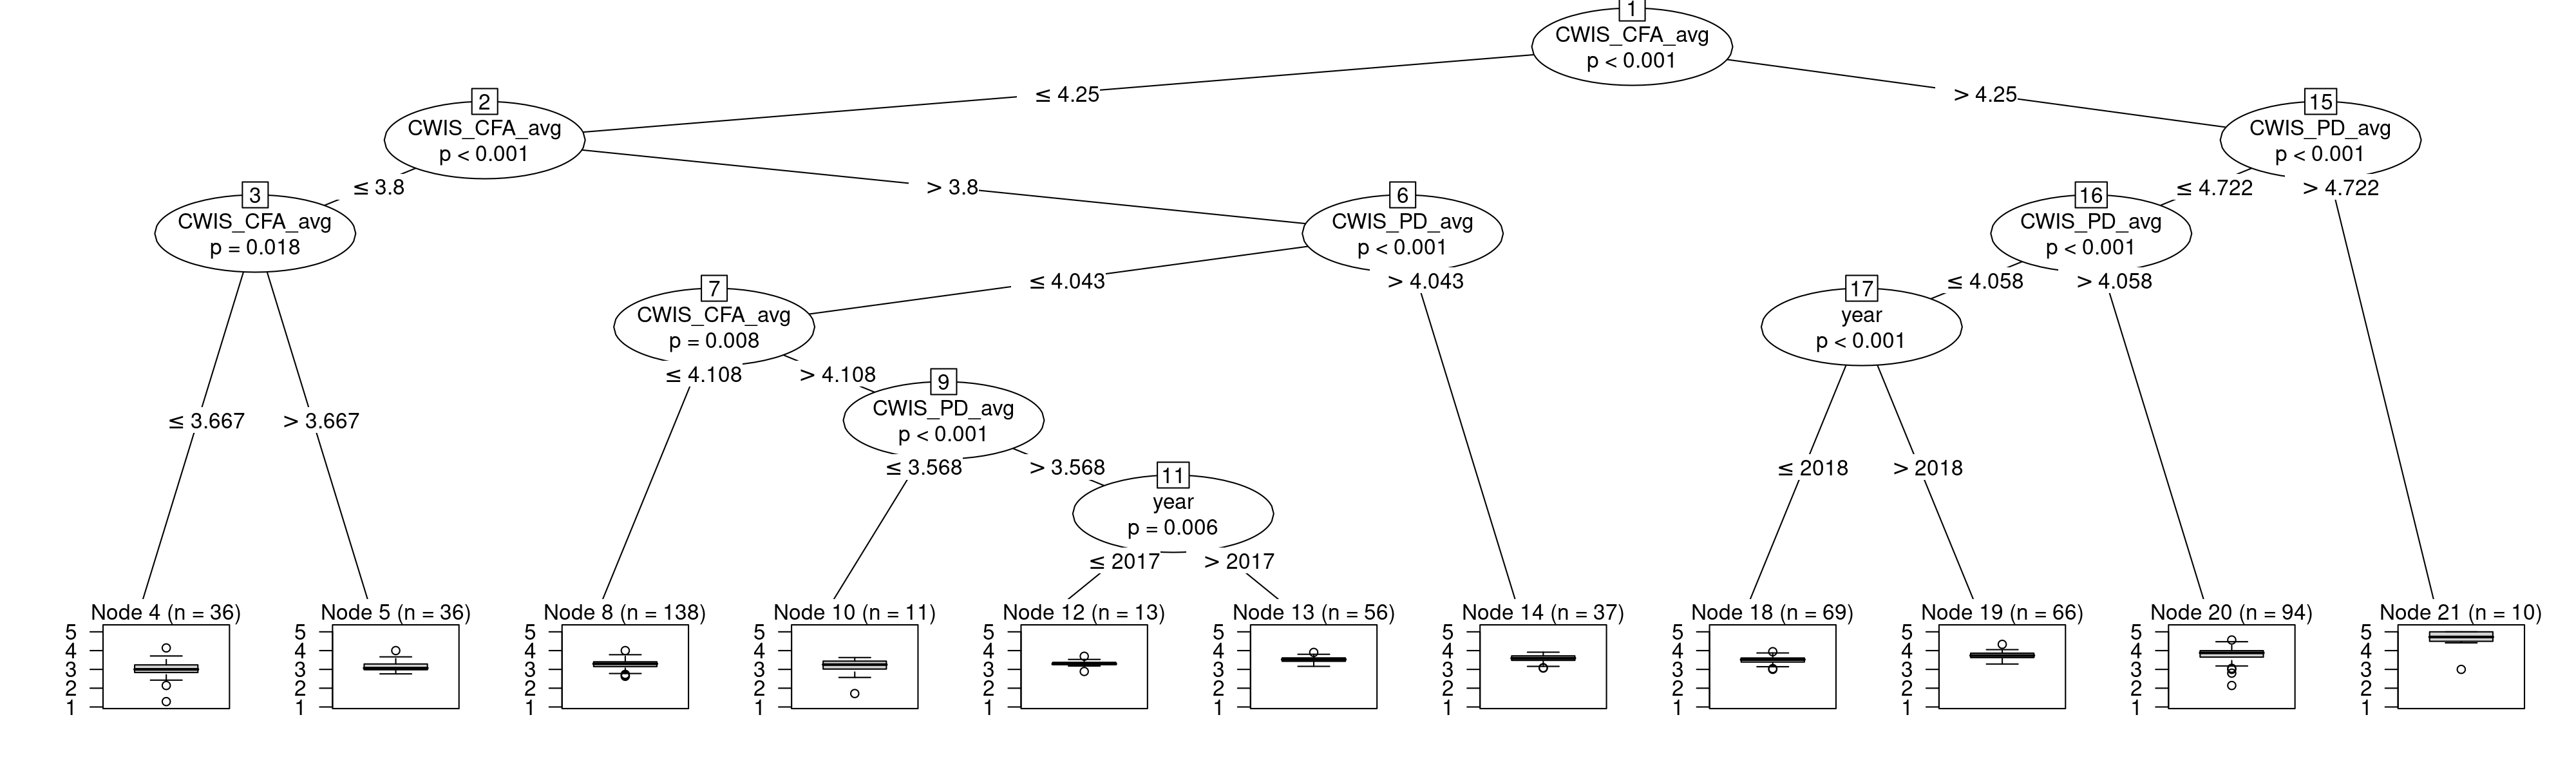 1
CWIS_CFA_avg
p < 0.001
≤ 4.25
> 4.25
2
CWIS_CFA_avg
p < 0.001
15
CWIS_PD_avg
p < 0.001
≤ 3.8
> 3.8
≤ 4.722
> 4.722
3
CWIS_CFA_avg
p = 0.018
6
CWIS_PD_avg
p < 0.001
16
CWIS_PD_avg
p < 0.001
≤ 4.043
> 4.043
≤ 4.058
> 4.058
7
CWIS_CFA_avg
p = 0.008
17
year
p < 0.001
≤ 4.108
> 4.108
9
CWIS_PD_avg
p < 0.001
≤ 3.667
> 3.667
≤ 3.568
> 3.568
≤ 2018
> 2018
11
year
p = 0.006
≤ 2017
> 2017
Node 4 (n = 36)
5
4
3
2
1
Node 5 (n = 36)
5
4
3
2
1
Node 8 (n = 138)
5
4
3
2
1
Node 10 (n = 11)
5
4
3
2
1
Node 12 (n = 13)
5
4
3
2
1
Node 13 (n = 56)
5
4
3
2
1
Node 14 (n = 37)
5
4
3
2
1
Node 18 (n = 69)
5
4
3
2
1
Node 19 (n = 66)
5
4
3
2
1
Node 20 (n = 94)
5
4
3
2
1
Node 21 (n = 10)
5
4
3
2
1